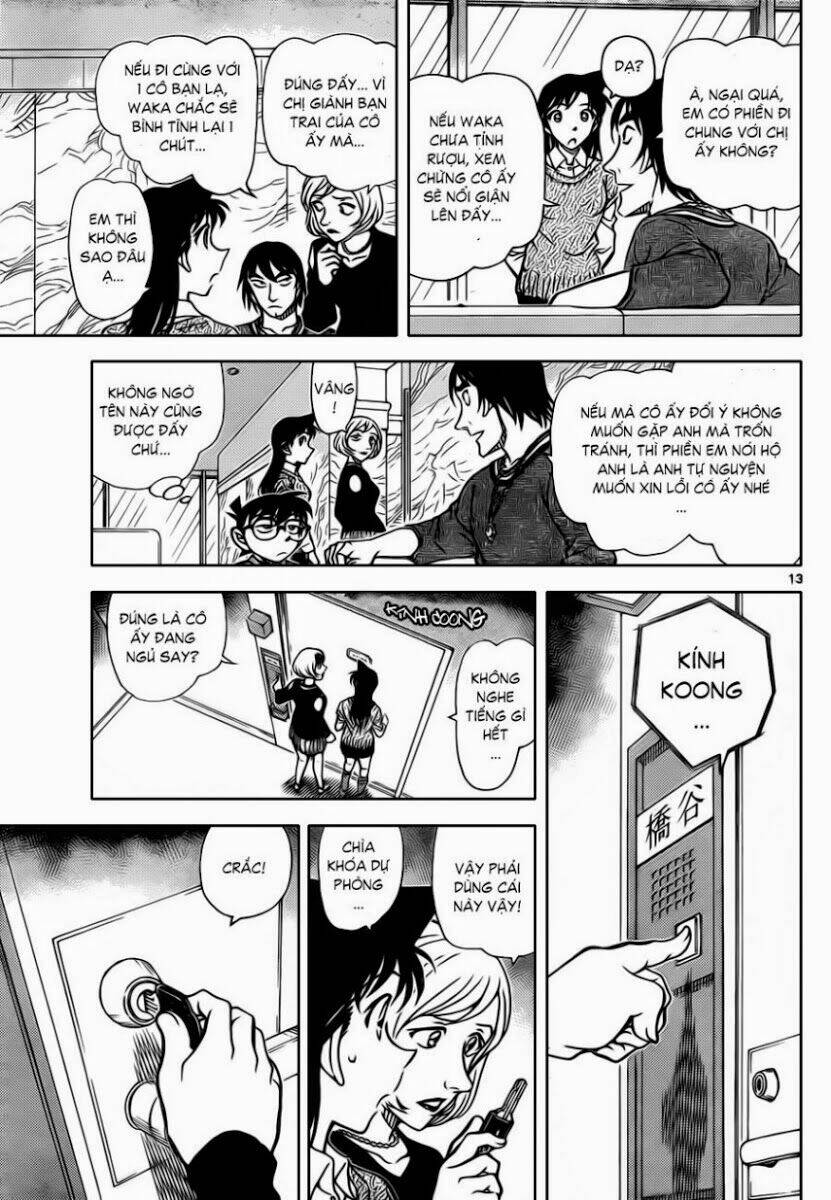 À, NGẠI QUÁ,
EM CÓ PHIỀN ĐI
CHUNG VỚI CHỊ
ẤY KHÔNG?
DẠ?
NẾU WAKA
CHƯA TỊNH
RƯỢU, XEM
CHỪNG CÔ ẤY
SẼ NỔI GIẬN
LÊN ĐẤY...
ĐÚNG ĐẤY... VÌ
CHỊ GIÀNH BẠN
TRAI CỦA CÔ
ẤY MÀ...
NẾU ĐI CÙNG VỚI
1 CÔ BẠN LẠ,
WAKA CHẮC SẼ
BÌNH TĨNH LẠI 1
CHÚT...
EM THÌ
KHÔNG
SAO ĐÂU
Ạ.
NẾU MÀ CÔ ẤY ĐỔI Ý KHÔNG
MUỐN GẶP ANH MÀ TRỐN
TRÁNH, THÌ PHIỀN EM NÓI HỘ
ANH LÀ ANH TỰ NGUYỆN
MUỐN XIN LỖI CÔ ẤY NHÉ
...
VÂNG
!
KHÔNG NGỜ
TÊN NÀY CŨNG
ĐƯỢC ĐẤY
CHỨ...
13
KÍNH
KOONG
...
橋谷
KINH COONG
KHÔNG
NGHE
TIẾNG GÌ
HẾT
...
ĐÚNG LÀ CÔ
ẤY ĐANG
NGỦ SAY?
VẬY PHẢI
DÙNG CÁI
NÀY VẬY!
CHÌA
KHÓA DỰ
PHÒNG
...
CRẮC!